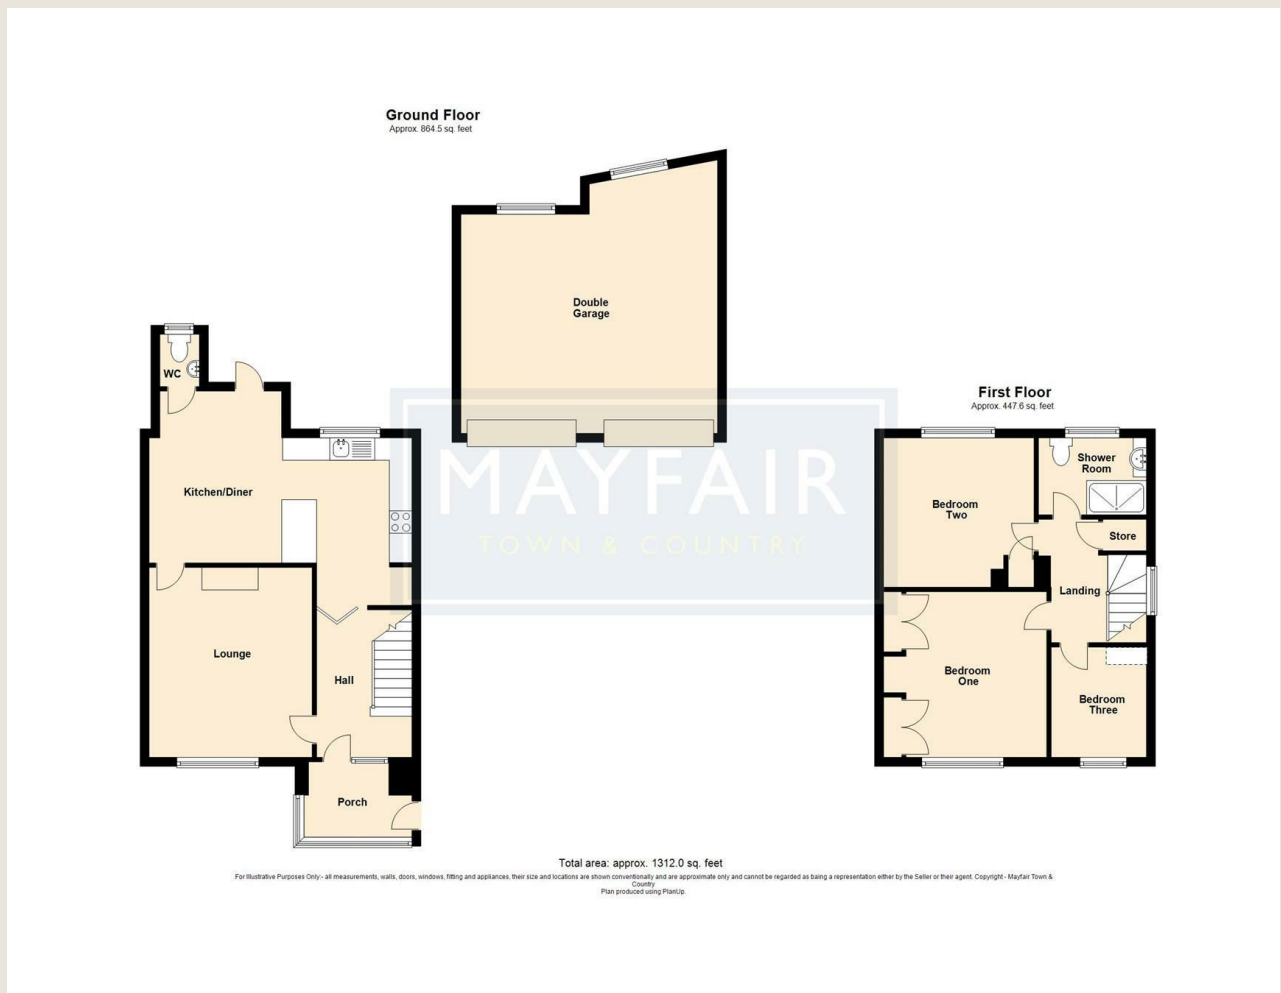 Ground Floor
Approx. 864.5 sq. feet
Double
Garage
WC
Kitchen/Diner
Lounge
Hall
Porch
First Floor
Approx. 447.6 sq. feet
Shower
Room
Bedroom
Two
Store
Landing
Bedroom
One
Bedroom
Three
MAYFAIR
TOWN & COUNTRY
Total area: approx. 1312.0 sq. feet
For Illustrative Purposes Only:- all measurements, walls, doors, windows, fitting and appliances, their size and locations are shown conventionally and are approximate only and cannot be regarded as being a representation either by the Seller or their agent. Copyright - Mayfair Town &
Country
Plan produced using PlanUp.